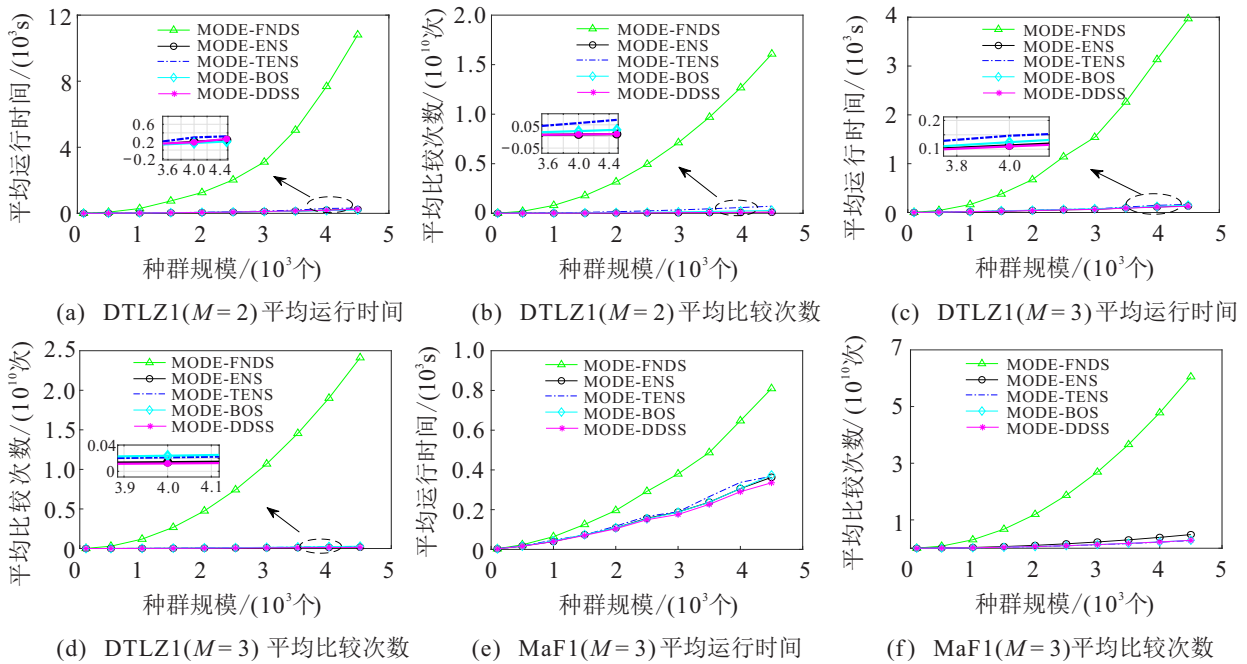 平均运行时间/(10³s)
12
9
6
3
0
0
1
2
3
4
5
MODE-FNDS
MODE-ENS
MODE-TENS
MODE-BOS
MODE-DDSS
0.6
0.2
−0.2
3.6
4.0
4.4
种群规模/(10³个)
(a) DTLZ1(M=2)平均运行时间
平均比较次数/(10¹⁰次)
2.0
1.5
1.0
0.5
0
0
1
2
3
4
5
MODE-FNDS
MODE-ENS
MODE-TENS
MODE-BOS
MODE-DDSS
0.05
−0.05
3.6
4.0
4.4
种群规模/(10³个)
(b) DTLZ1(M=2)平均比较次数
平均运行时间/(10³s)
4
3
2
1
0
0
1
2
3
4
5
MODE-FNDS
MODE-ENS
MODE-TENS
MODE-BOS
MODE-DDSS
0.2
0.1
3.8
4.0
种群规模/(10³个)
(c) DTLZ1(M=3)平均运行时间
平均比较次数/(10¹⁰次)
2.5
2.0
1.5
1.0
0.5
0
0
1
2
3
4
5
MODE-FNDS
MODE-ENS
MODE-TENS
MODE-BOS
MODE-DDSS
0.04
0
3.9
4.0
4.1
种群规模/(10³个)
(d) DTLZ1(M=3) 平均比较次数
平均运行时间/(10³s)
1.0
0.8
0.6
0.4
0.2
0
0
1
2
3
4
5
MODE-FNDS
MODE-ENS
MODE-TENS
MODE-BOS
MODE-DDSS
种群规模/(10³个)
(e) MaF1(M=3)平均运行时间
平均比较次数/(10¹⁰次)
7
5
3
1
0
1
2
3
4
5
MODE-FNDS
MODE-ENS
MODE-TENS
MODE-BOS
MODE-DDSS
种群规模/(10³个)
(f) MaF1(M=3)平均比较次数